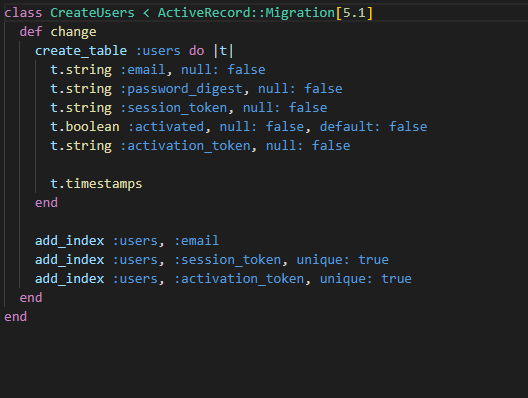 class CreateUsers < ActiveRecord::Migration[5.1]
  def change
    create_table :users do |t|
      t.string :email, null: false
      t.string :password_digest, null: false
      t.string :session_token, null: false
      t.boolean :activated, null: false, default: false
      t.string :activation_token, null: false

      t.timestamps
    end

    add_index :users, :email
    add_index :users, :session_token, unique: true
    add_index :users, :activation_token, unique: true
  end
end